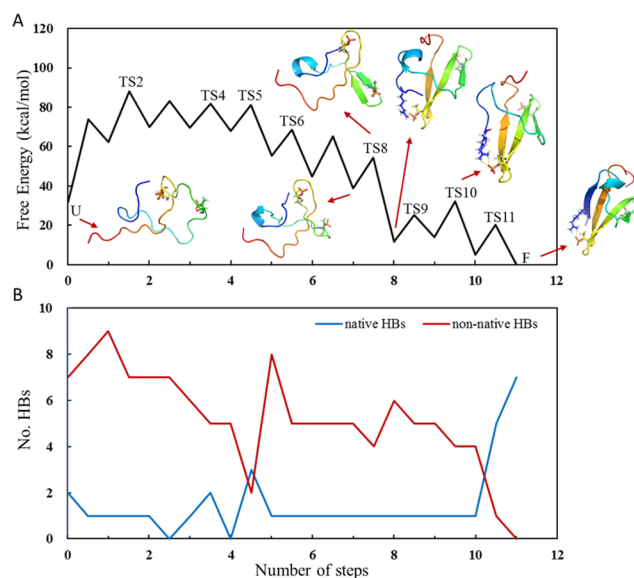 A
120
100
80
60
40
20
0
Free Energy (kcal/mol)
U
TS2
TS4
TS5
TS6
TS8
TS9
TS10
TS11
F
0 2 4 6 8 10 12
B
10
8
6
4
2
0
No. HBs
native HBs non-native HBs
0 2 4 6 8 10 12
Number of steps